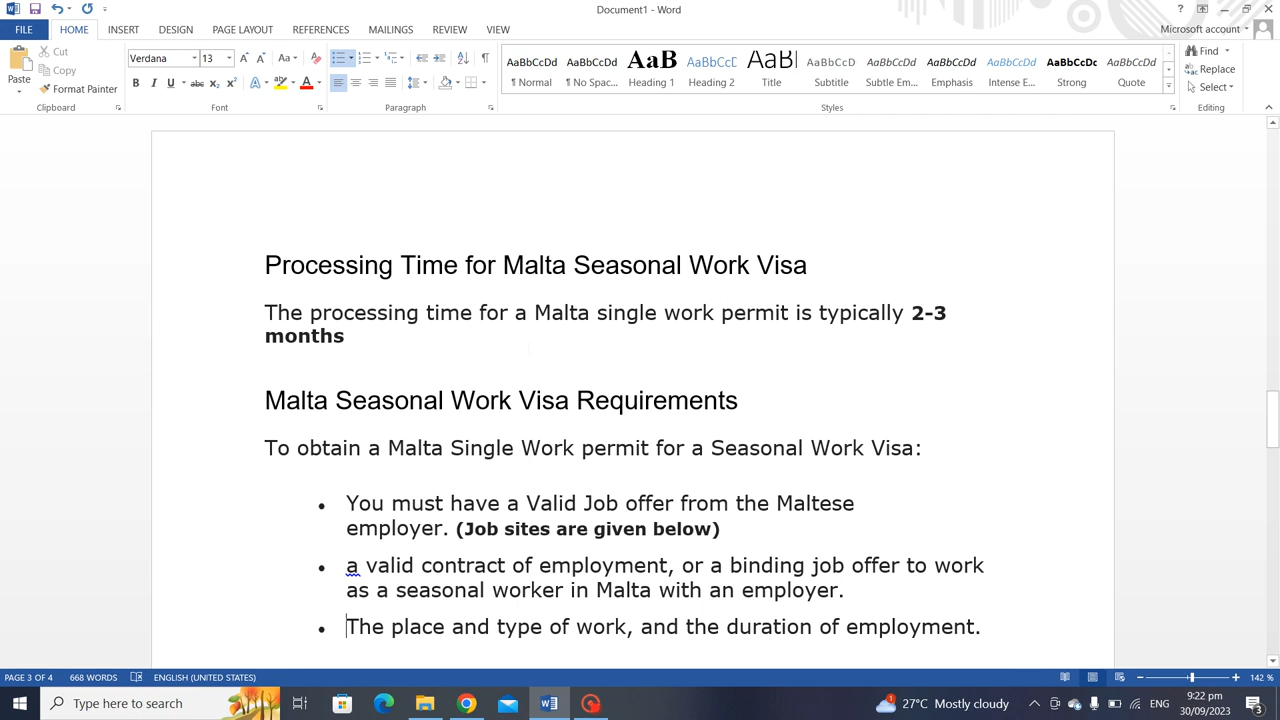 Document1 - Word
Microsoft account
FILE HOME INSERT DESIGN PAGE LAYOUT REFERENCES MAILINGS REVIEW VIEW
Paste
Cut
Copy
Format Painter
Clipboard
Verdana 13
Font
Paragraph
AaBbCcDd AaBbCcDd AaB AaBbCcD AaB AaBbCcD AaBbCcDd AaBbCcDd AaBbCcDd AaBbCcDc AaBbCcDd
¶ Normal ¶ No Spac... Heading 1 Heading 2 Title Subtitle Subtle Em... Emphasis Intense E... Strong Quote
Styles
Find
Replace
Select
Editing
Processing Time for Malta Seasonal Work Visa
The processing time for a Malta single work permit is typically 2-3
months
Malta Seasonal Work Visa Requirements
To obtain a Malta Single Work permit for a Seasonal Work Visa:
• You must have a Valid Job offer from the Maltese
employer. (Job sites are given below)
• a valid contract of employment, or a binding job offer to work
as a seasonal worker in Malta with an employer.
• The place and type of work, and the duration of employment.
PAGE 3 OF 4 668 WORDS ENGLISH (UNITED STATES) 142 %
Type here to search
27°C Mostly cloudy
ENG
9:22 pm
30/09/2023
3